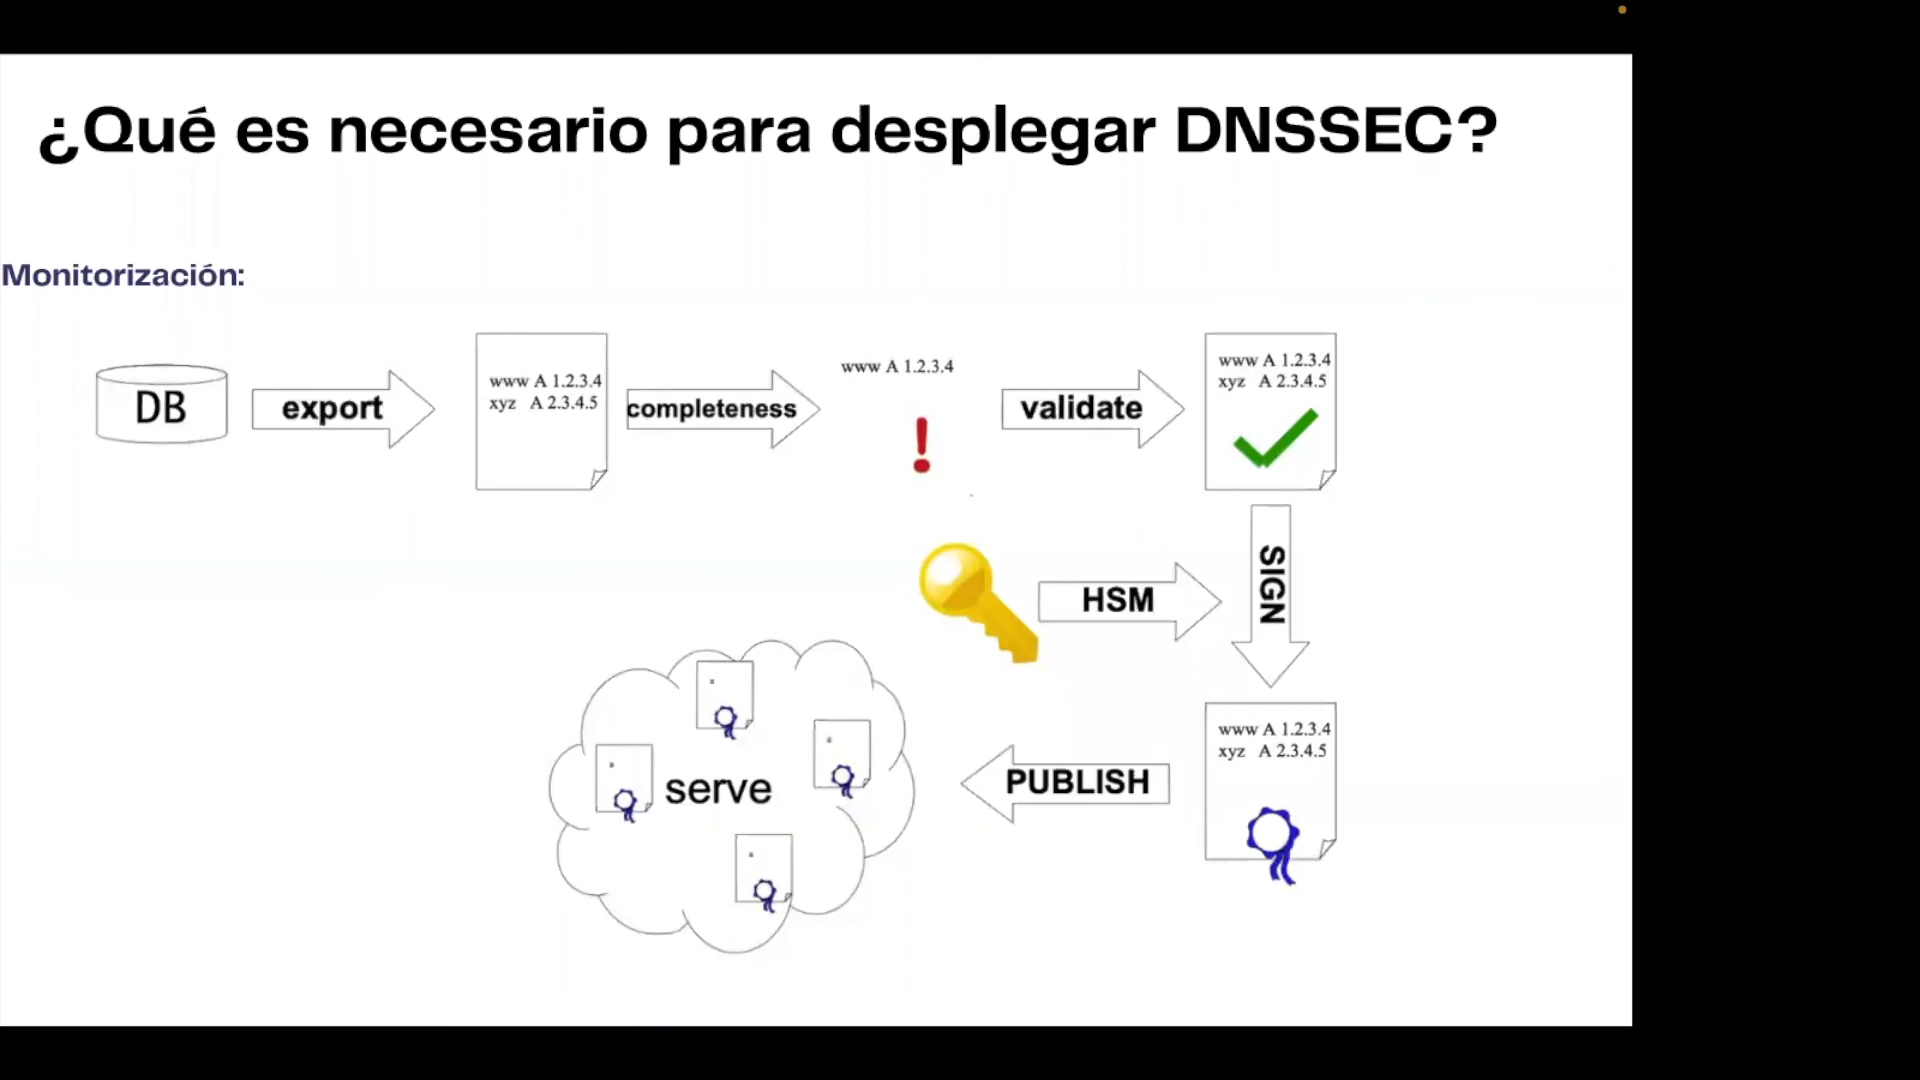 ¿Qué es necesario para desplegar DNSSEC?
Monitorización:
DB
export
www A 1.2.3.4
xyz A 2.3.4.5
completeness
www A 1.2.3.4
!
validate
www A 1.2.3.4
xyz A 2.3.4.5
HSM
SIGN
www A 1.2.3.4
xyz A 2.3.4.5
PUBLISH
serve